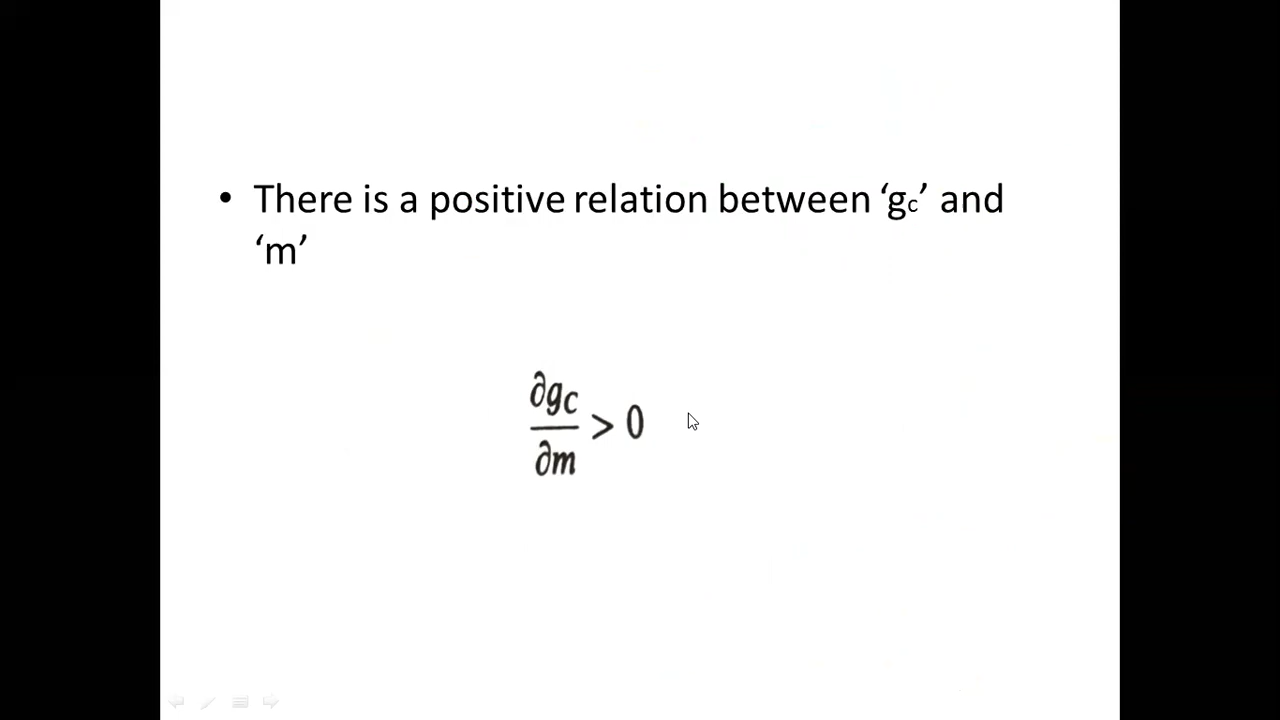 • There is a positive relation between ‘gc’ and
‘m’
∂gC
/∂m > 0